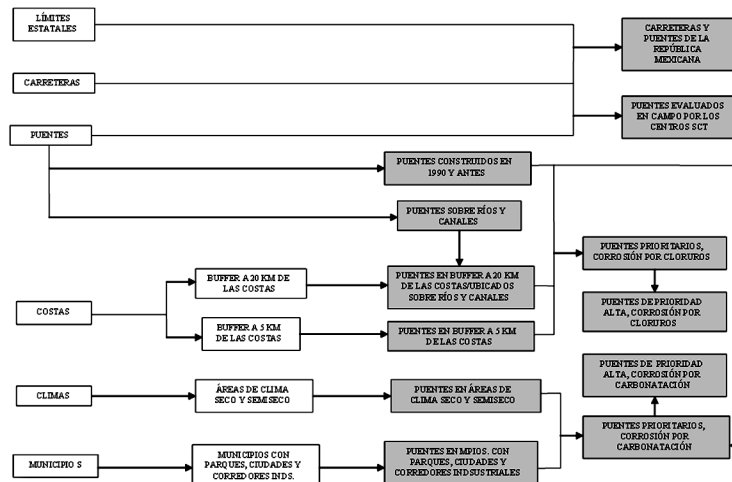 LÍMITES
ESTATALES
CARRETERAS Y
PUENTES DE LA
REPÚBLICA
MEXICANA
CARRETERAS
PUENTES EVALUADOS
EN CAMPO POR LOS
CENTROS SCT
PUENTES
PUENTES CONSTRUIDOS EN
1990 Y ANTES
PUENTES SOBRE RÍOS Y
CANALES
PUENTES PRIORITARIOS,
CORROSIÓN POR CLORUROS
BUFFER A 20 KM DE
LAS COSTAS
PUENTES EN BUFFER A 20 KM
DE LAS COSTAS/UBICADOS
SOBRE RÍOS Y CANALES
COSTAS
PUENTES DE PRIORIDAD
ALTA, CORROSIÓN POR
CLORUROS
BUFFER A 5 KM
DE LAS COSTAS
PUENTES EN BUFFER A 5 KM
DE LAS COSTAS
PUENTES DE PRIORIDAD
ALTA, CORROSIÓN POR
CARBONATACIÓN
CLIMAS
ÁREAS DE CLIMA
SECO Y SEMISECO
PUENTES EN ÁREAS DE
CLIMA SECO Y SEMISECO
PUENTES PRIORITARIOS,
CORROSIÓN POR
CARBONATACIÓN
MUNICIPIO S
MUNICIPIOS CON
PARQUES, CIUDADES Y
CORREDORES INDS.
PUENTES EN MPIOS. CON
PARQUES, CIUDADES Y
CORREDORES INDSUSTRIALES